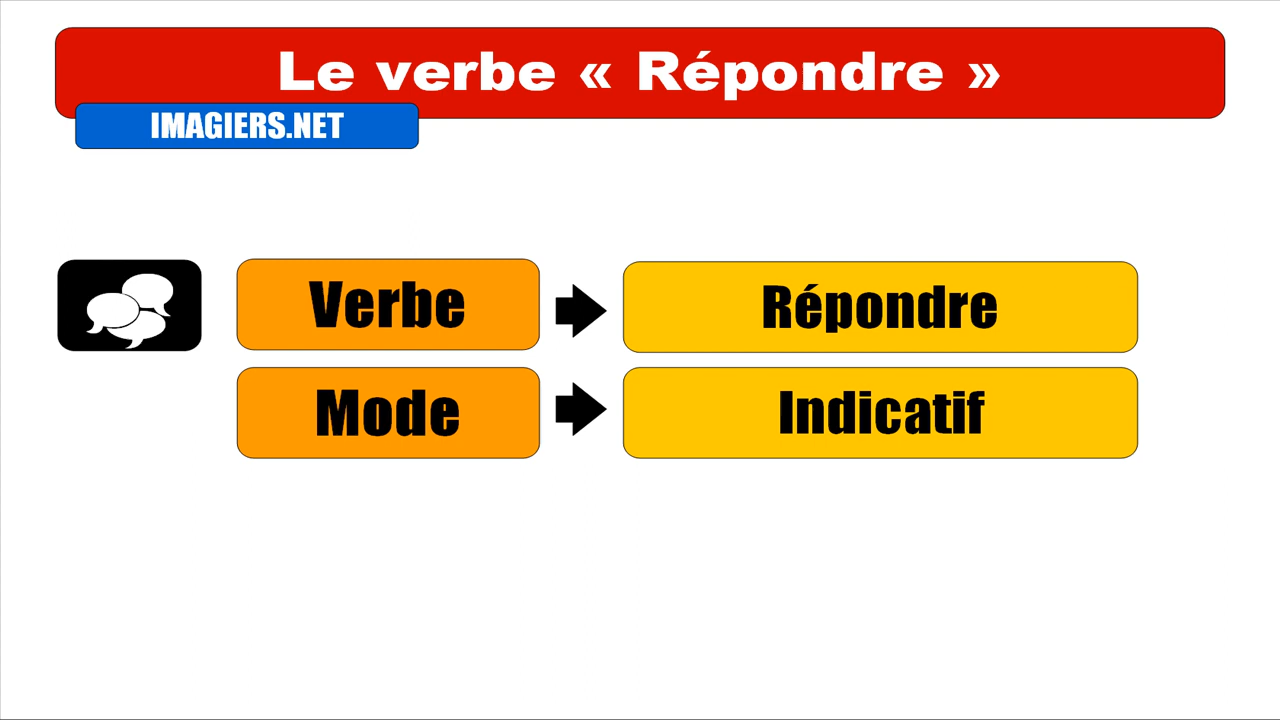 Le verbe « Répondre »
IMAGIERS.NET
Verbe Répondre
Mode Indicatif